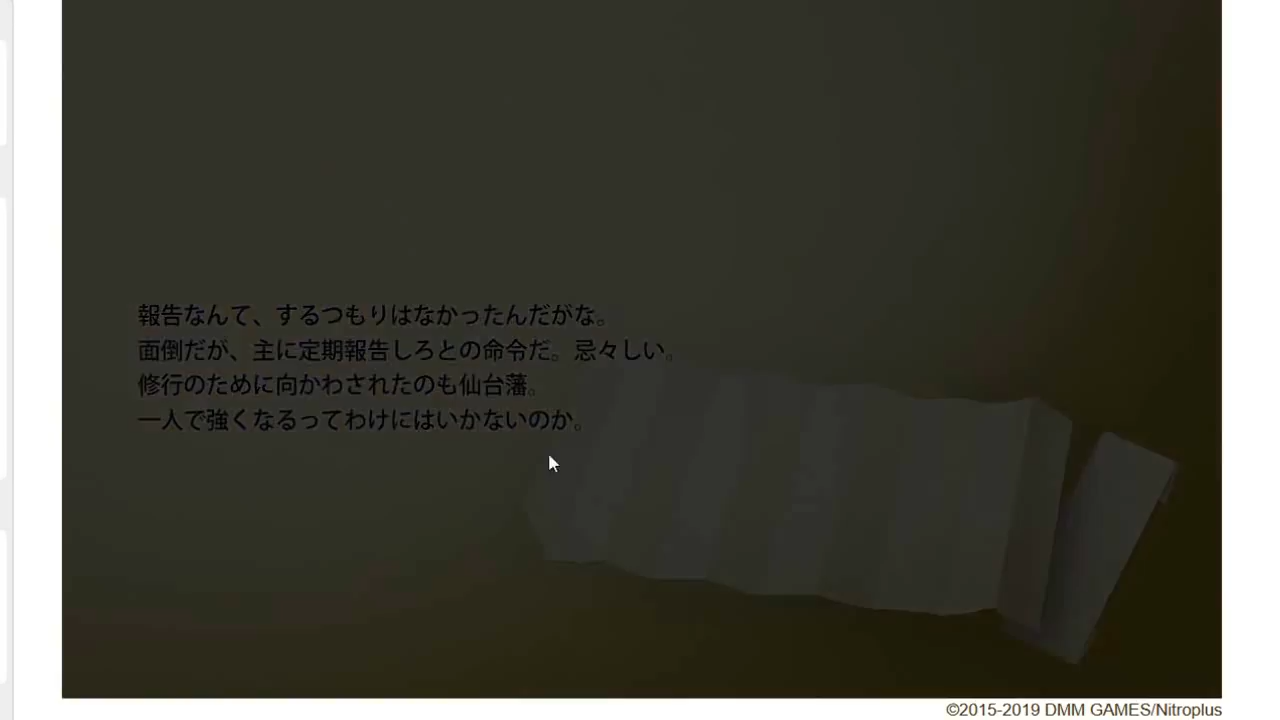 報告なんて、するつもりはなかったんだがな。
面倒だが、主に定期報告しろとの命令だ。忌々しい。
修行のために向かわされたのも仙台藩。
一人で強くなるってわけにはいかないのか。
©2015-2019 DMM GAMES/Nitroplus